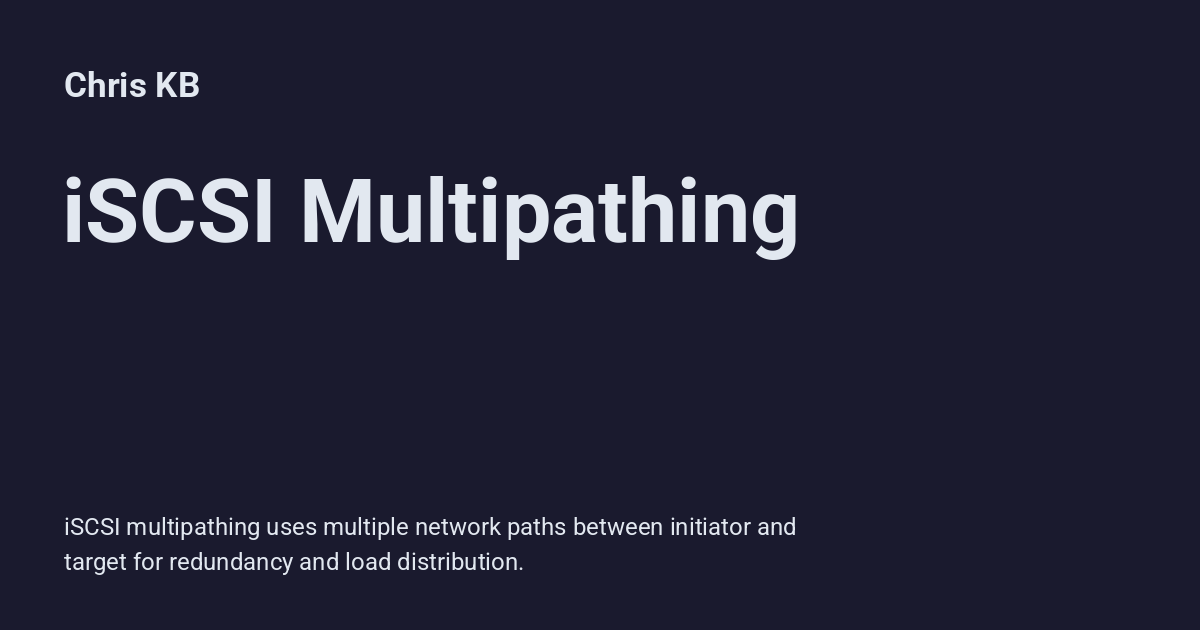 Chris KB
iSCSI Multipathing
iSCSI multipathing uses multiple network paths between initiator and
target for redundancy and load distribution.